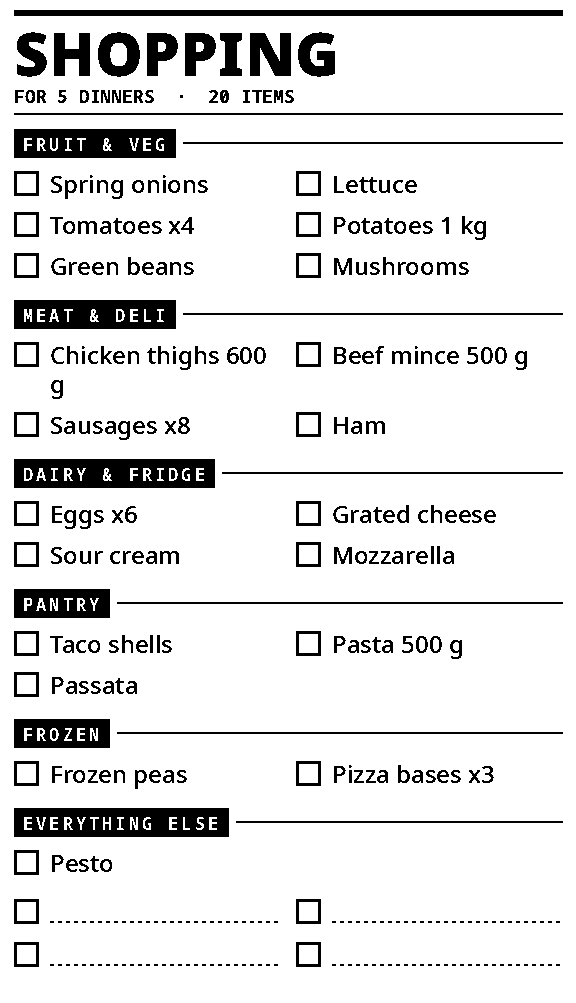 SHOPPING
FOR 5 DINNERS · 20 ITEMS
FRUIT & VEG
Spring onions
Lettuce
Tomatoes x4
Potatoes 1 kg
Green beans
Mushrooms
MEAT & DELI
Chicken thighs 600
g
Beef mince 500 g
Sausages x8
Ham
DAIRY & FRIDGE
Eggs x6
Grated cheese
Sour cream
Mozzarella
PANTRY
Taco shells
Pasta 500 g
Passata
FROZEN
Frozen peas
Pizza bases x3
EVERYTHING ELSE
Pesto